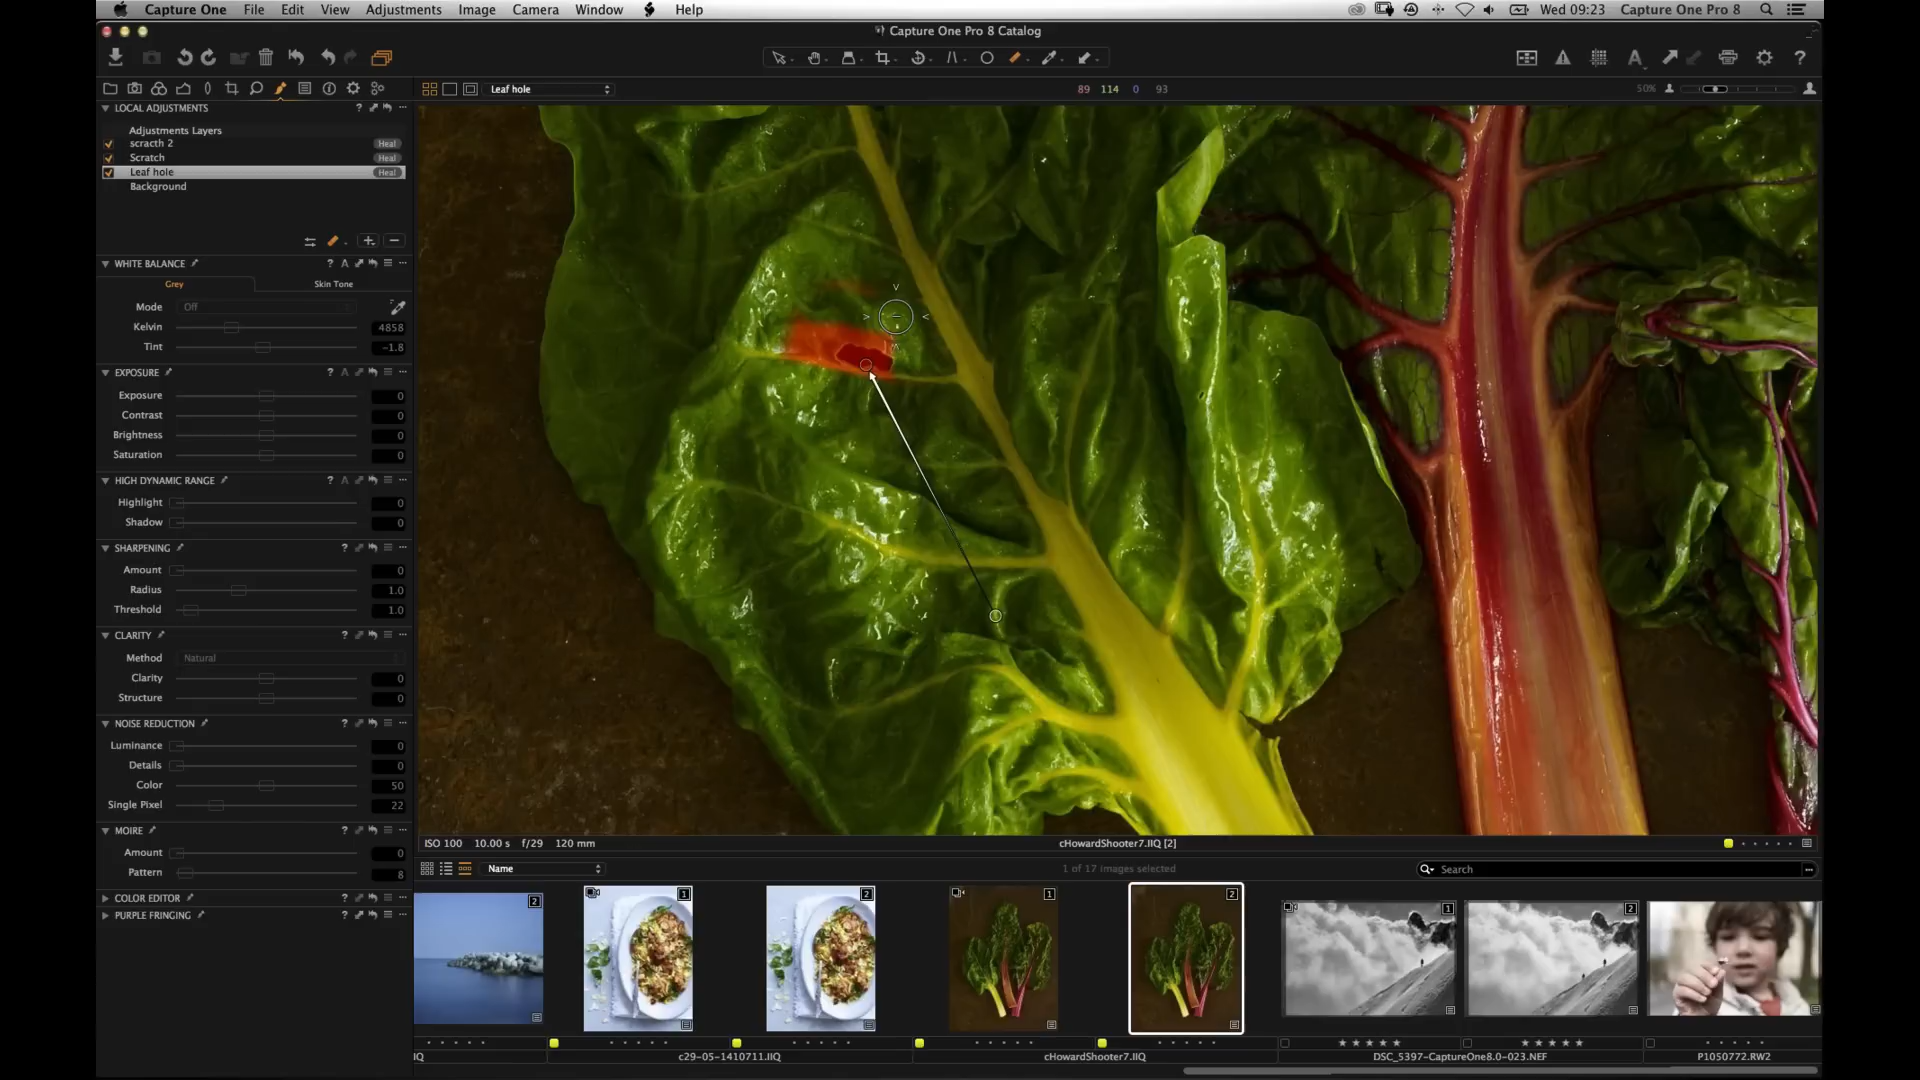 Capture One File Edit View Adjustments Image Camera Window Help Wed 09:23 Capture One Pro 8
Capture One Pro 8 Catalog
Leaf hole 89 114 0 93 50%
LOCAL ADJUSTMENTS
Adjustments Layers
scracth 2 Heal
Scratch Heal
Leaf hole Heal
Background
WHITE BALANCE
Grey Skin Tone
Mode Off
Kelvin 4858
Tint -1.8
EXPOSURE
Exposure 0
Contrast 0
Brightness 0
Saturation 0
HIGH DYNAMIC RANGE
Highlight 0
Shadow 0
SHARPENING
Amount 0
Radius 1.0
Threshold 1.0
CLARITY
Method Natural
Clarity 0
Structure 0
NOISE REDUCTION
Luminance 0
Details 0
Color 50
Single Pixel 22
MOIRE
Amount 0
Pattern 8
COLOR EDITOR
PURPLE FRINGING
ISO 100 10.00 s f/29 120 mm cHowardShooter7.IIQ [2]
Name 1 of 17 images selected Search
2 1 2 1 2 1 2
IQ c29-05-1410711.IIQ cHowardShooter7.IIQ DSC_5397-CaptureOne8.0-023.NEF P1050772.RW2